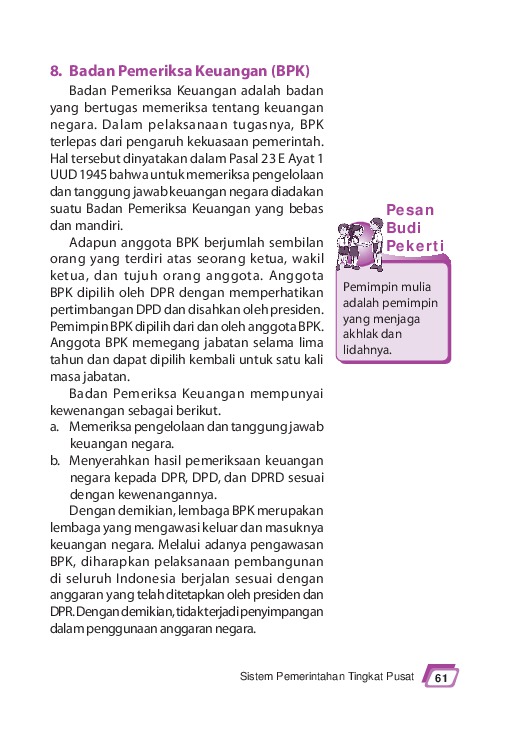 8. Badan Pemeriksa Keuangan (BPK)
Badan Pemeriksa Keuangan adalah badan
yang bertugas memeriksa tentang keuangan
negara. Dalam pelaksanaan tugasnya, BPK
terlepas dari pengaruh kekuasaan pemerintah.
Hal tersebut dinyatakan dalam Pasal 23 E Ayat 1
UUD 1945 bahwa untuk memeriksa pengelolaan
dan tanggung jawab keuangan negara diadakan
suatu Badan Pemeriksa Keuangan yang bebas
dan mandiri.
Adapun anggota BPK berjumlah sembilan
orang yang terdiri atas seorang ketua, wakil
ketua, dan tujuh orang anggota. Anggota
BPK dipilih oleh DPR dengan memperhatikan
pertimbangan DPD dan disahkan oleh presiden.
Pemimpin BPK dipilih dari dan oleh anggota BPK.
Anggota BPK memegang jabatan selama lima
tahun dan dapat dipilih kembali untuk satu kali
masa jabatan.
Badan Pemeriksa Keuangan mempunyai
kewenangan sebagai berikut.
a. Memeriksa pengelolaan dan tanggung jawab
keuangan negara.
b. Menyerahkan hasil pemeriksaan keuangan
negara kepada DPR, DPD, dan DPRD sesuai
dengan kewenangannya.
Dengan demikian, lembaga BPK merupakan
lembaga yang mengawasi keluar dan masuknya
keuangan negara. Melalui adanya pengawasan
BPK, diharapkan pelaksanaan pembangunan
di seluruh Indonesia berjalan sesuai dengan
anggaran yang telah ditetapkan oleh presiden dan
DPR. Dengan demikian, tidak terjadi penyimpangan
dalam penggunaan anggaran negara.
Pesan
Budi
Pekerti
Pemimpin mulia
adalah pemimpin
yang menjaga
akhlak dan
lidahnya.
Sistem Pemerintahan Tingkat Pusat 61